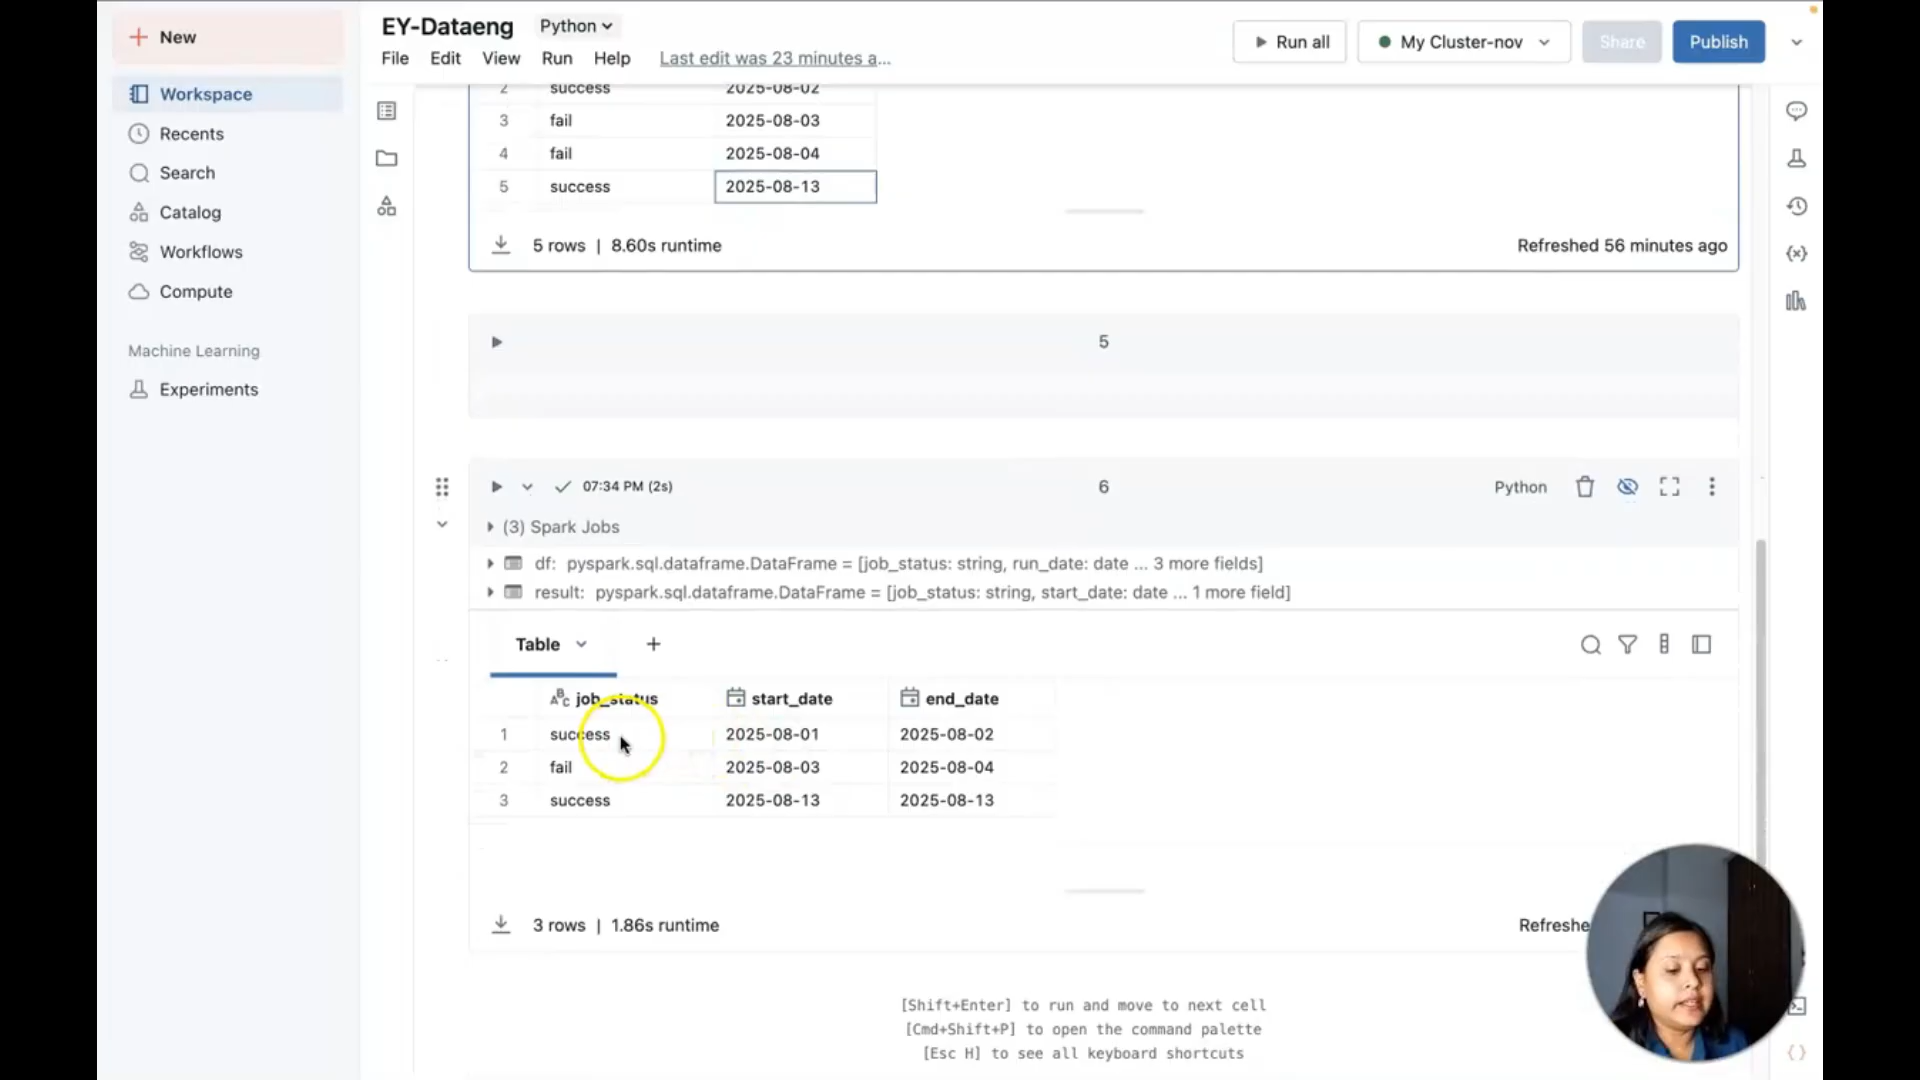 New
Workspace
Recents
Search
Catalog
Workflows
Compute
Machine Learning
Experiments
EY-Dataeng Python
File Edit View Run Help Last edit was 23 minutes a...
Run all My Cluster-nov Share Publish
2 success 2025-08-02
3 fail 2025-08-03
4 fail 2025-08-04
5 success 2025-08-13
5 rows | 8.60s runtime Refreshed 56 minutes ago
5
07:34 PM (2s) 6 Python
(3) Spark Jobs
df: pyspark.sql.dataframe.DataFrame = [job_status: string, run_date: date ... 3 more fields]
result: pyspark.sql.dataframe.DataFrame = [job_status: string, start_date: date ... 1 more field]
Table +
job_status start_date end_date
1 success 2025-08-01 2025-08-02
2 fail 2025-08-03 2025-08-04
3 success 2025-08-13 2025-08-13
3 rows | 1.86s runtime Refreshe
[Shift+Enter] to run and move to next cell
[Cmd+Shift+P] to open the command palette
[Esc H] to see all keyboard shortcuts